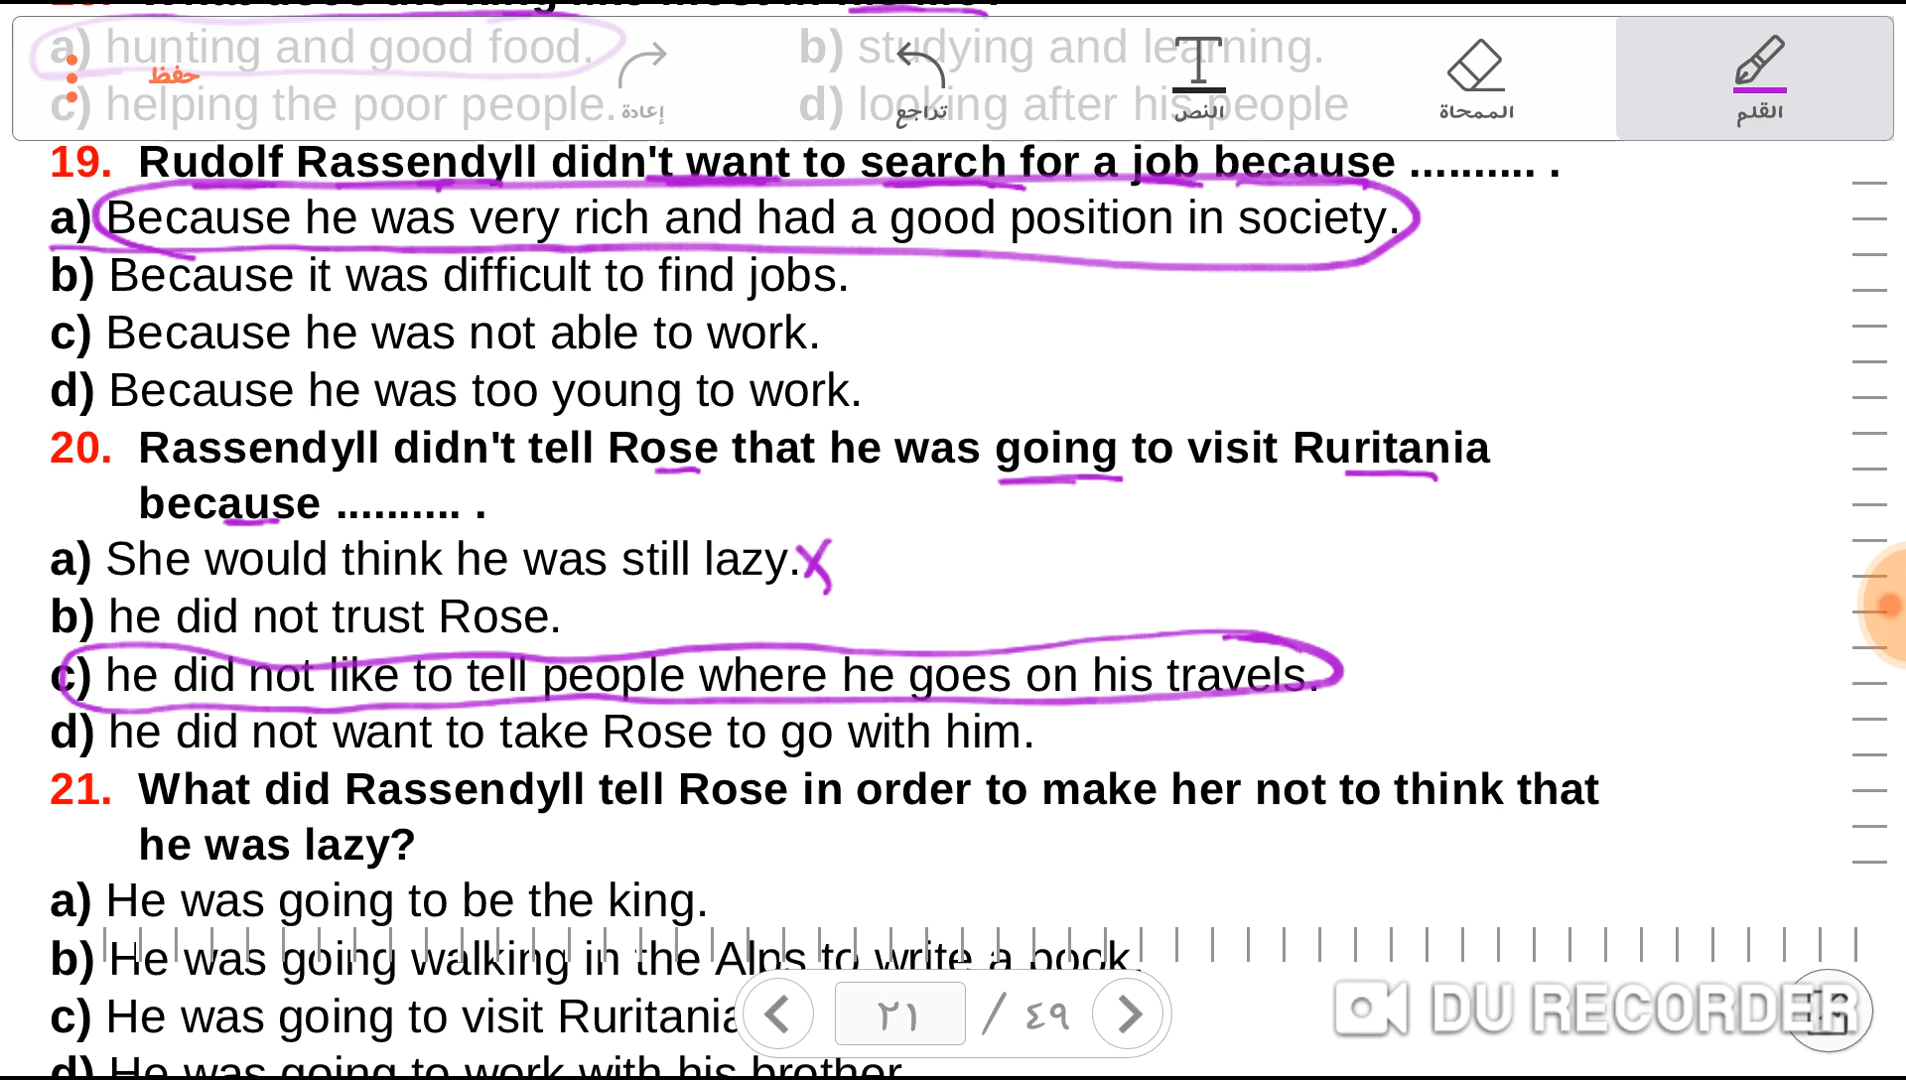 a) hunting and good food. b) studying and learning.
c) helping the poor people. d) looking after his people
حفظ
إعادة
تراجع
النص
الممحاة
القلم
19. Rudolf Rassendyll didn't want to search for a job because .......... .
a) Because he was very rich and had a good position in society.
b) Because it was difficult to find jobs.
c) Because he was not able to work.
d) Because he was too young to work.
20. Rassendyll didn't tell Rose that he was going to visit Ruritania
because .......... .
a) She would think he was still lazy.
b) he did not trust Rose.
c) he did not like to tell people where he goes on his travels.
d) he did not want to take Rose to go with him.
21. What did Rassendyll tell Rose in order to make her not to think that
he was lazy?
a) He was going to be the king.
b) He was going walking in the Alps to write a book.
c) He was going to visit Ruritania
d) He was going to work with his brother
٢١ / ٤٩
DU RECORDER